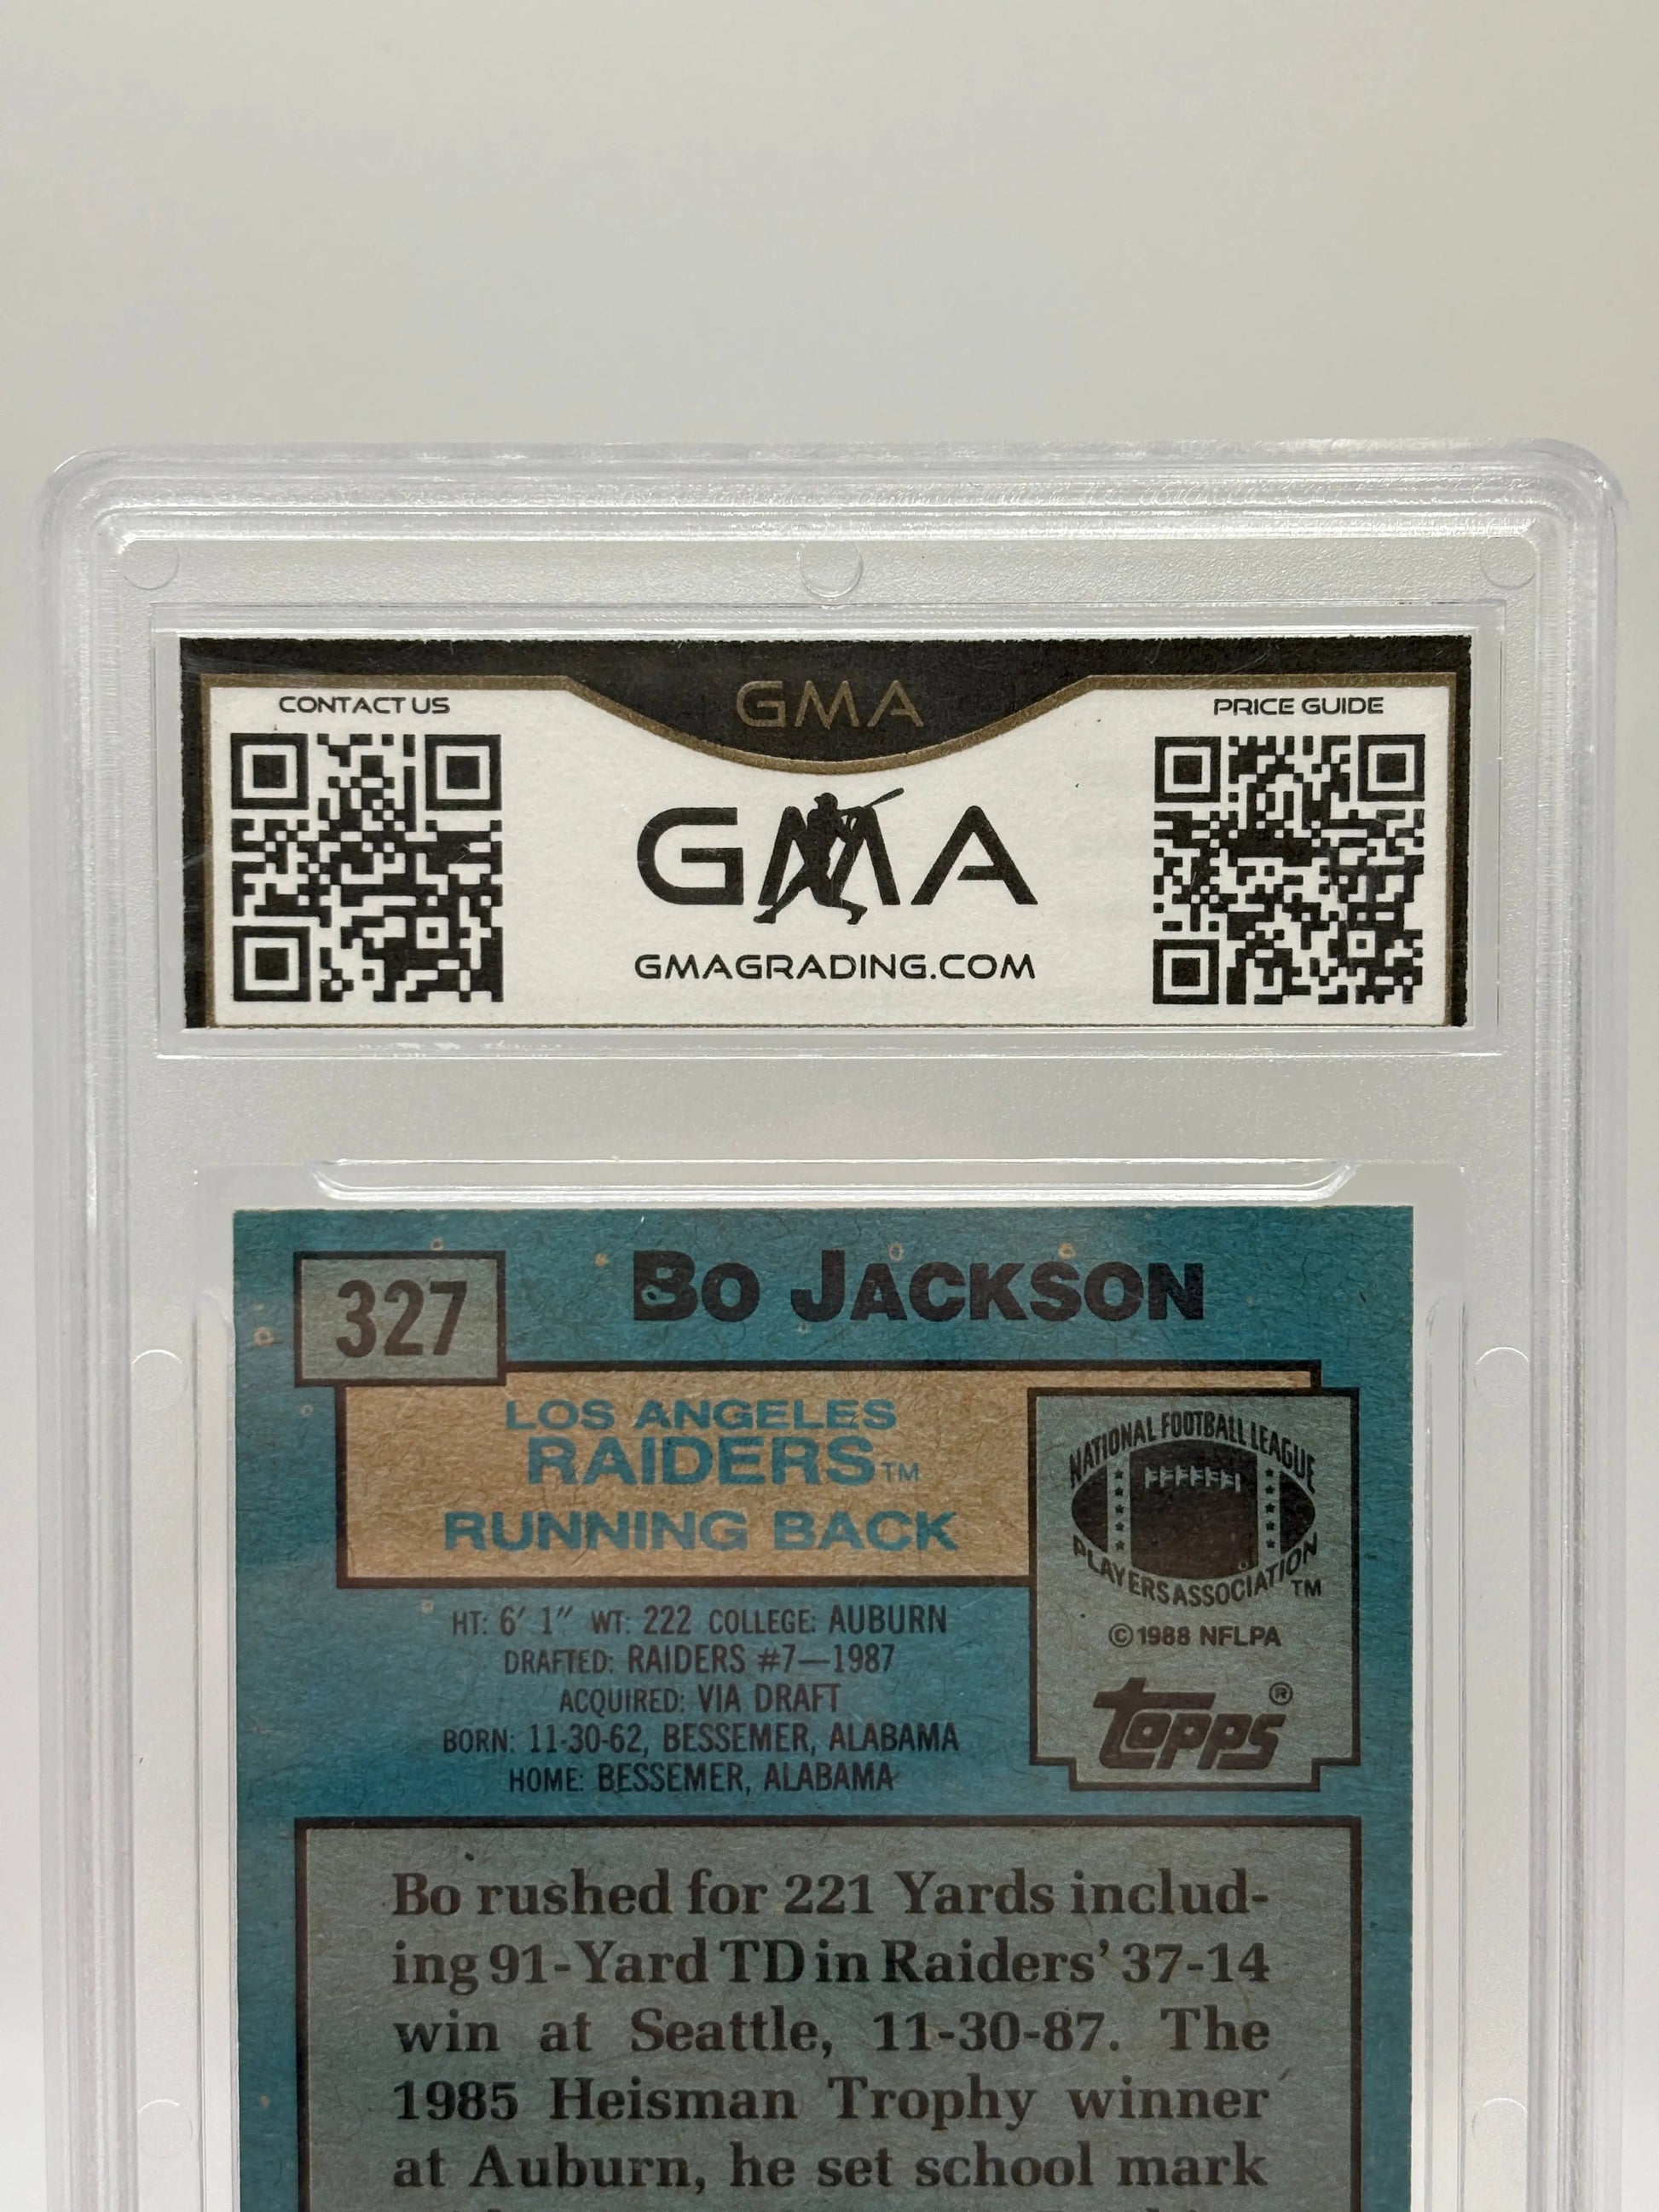 GMA
CONTACT US
PRICE GUIDE
GMA
GMAGRADING.COM
327
BO JACKSON
LOS ANGELES
RAIDERS™
RUNNING BACK
NATIONAL FOOTBALL LEAGUE
PLAYERS ASSOCIATION™
©1988 NFLPA
topps®
HT: 6' 1" WT: 222 COLLEGE: AUBURN
DRAFTED: RAIDERS #7—1987
ACQUIRED: VIA DRAFT
BORN: 11-30-62, BESSEMER, ALABAMA
HOME: BESSEMER, ALABAMA
Bo rushed for 221 Yards includ-
ing 91-Yard TD in Raiders' 37-14
win at Seattle, 11-30-87. The
1985 Heisman Trophy winner
at Auburn, he set school mark